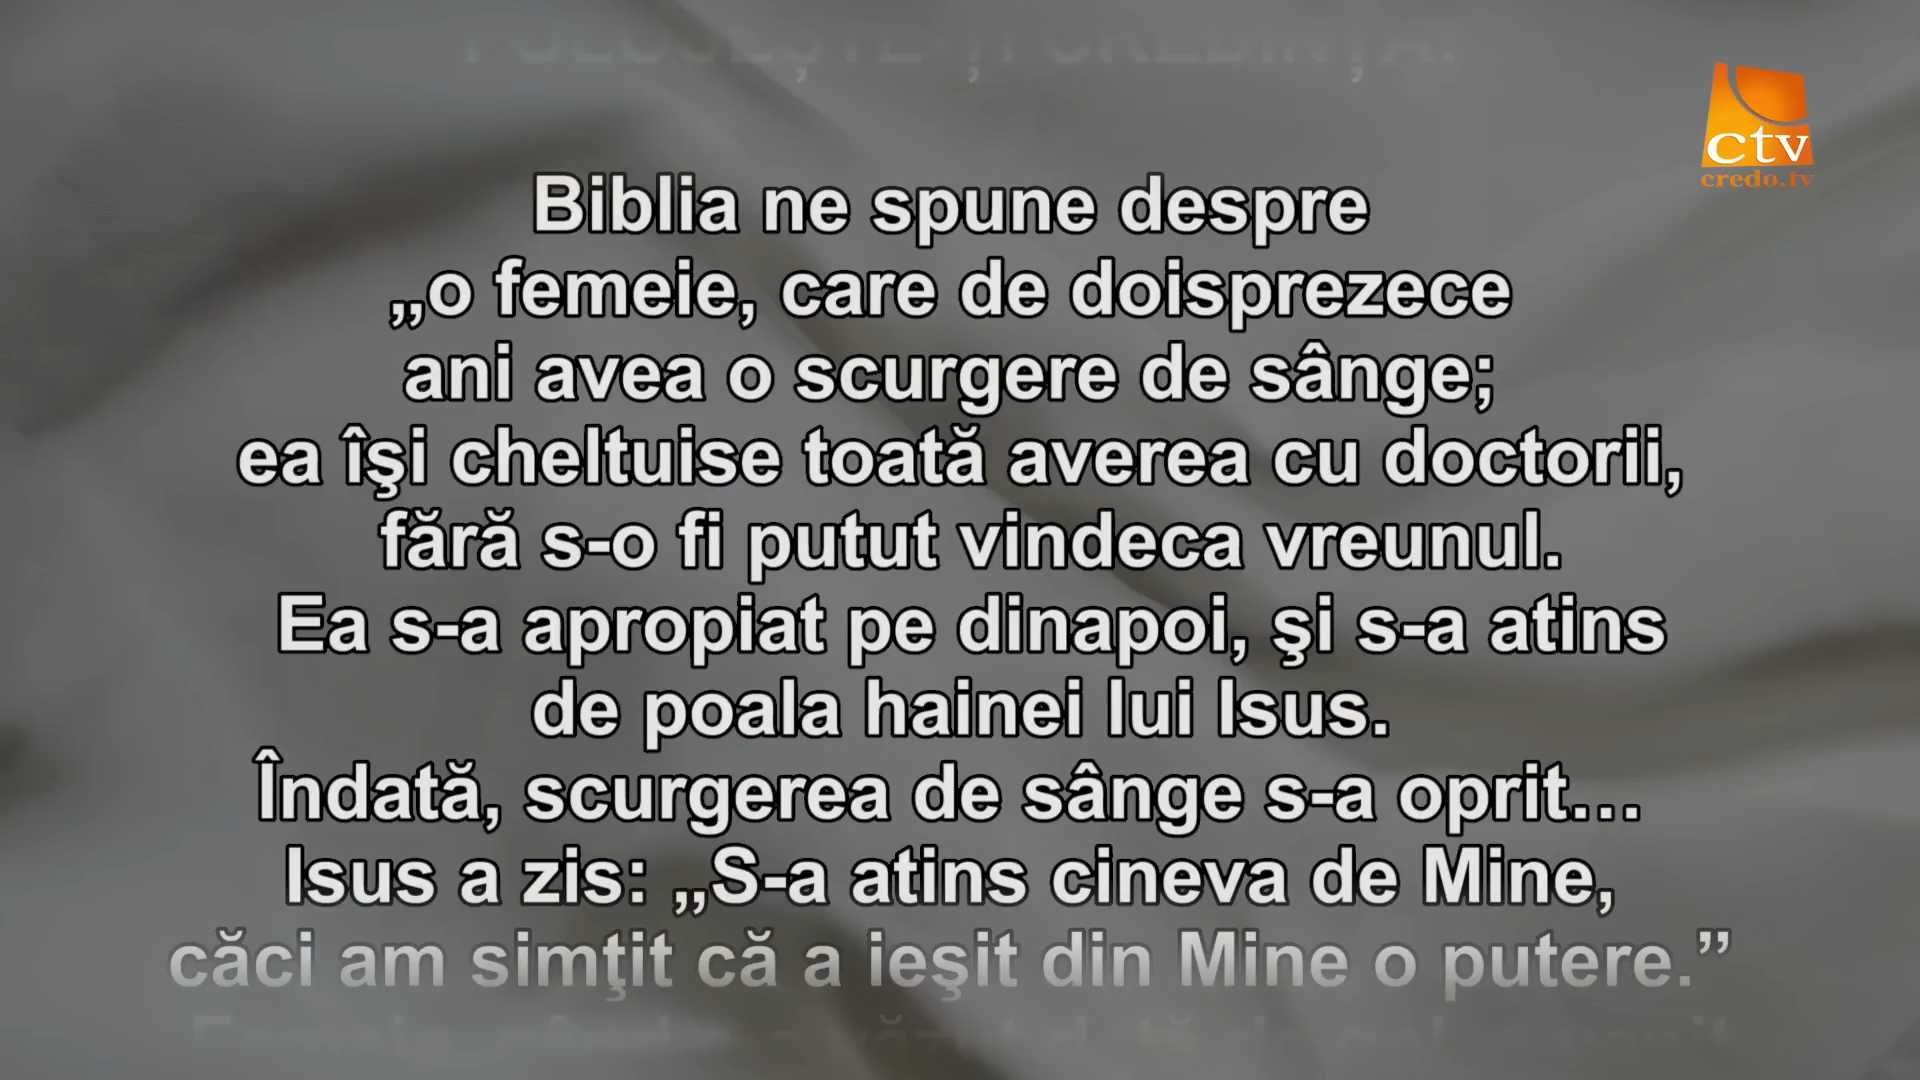 FOLOSEȘTE-ȚI CREDINȚA!
ctv
credo.tv
Biblia ne spune despre
„o femeie, care de doisprezece
ani avea o scurgere de sânge;
ea îşi cheltuise toată averea cu doctorii,
fără s-o fi putut vindeca vreunul.
Ea s-a apropiat pe dinapoi, şi s-a atins
de poala hainei lui Isus.
Îndată, scurgerea de sânge s-a oprit…
Isus a zis: „S-a atins cineva de Mine,
căci am simţit că a ieşit din Mine o putere.”